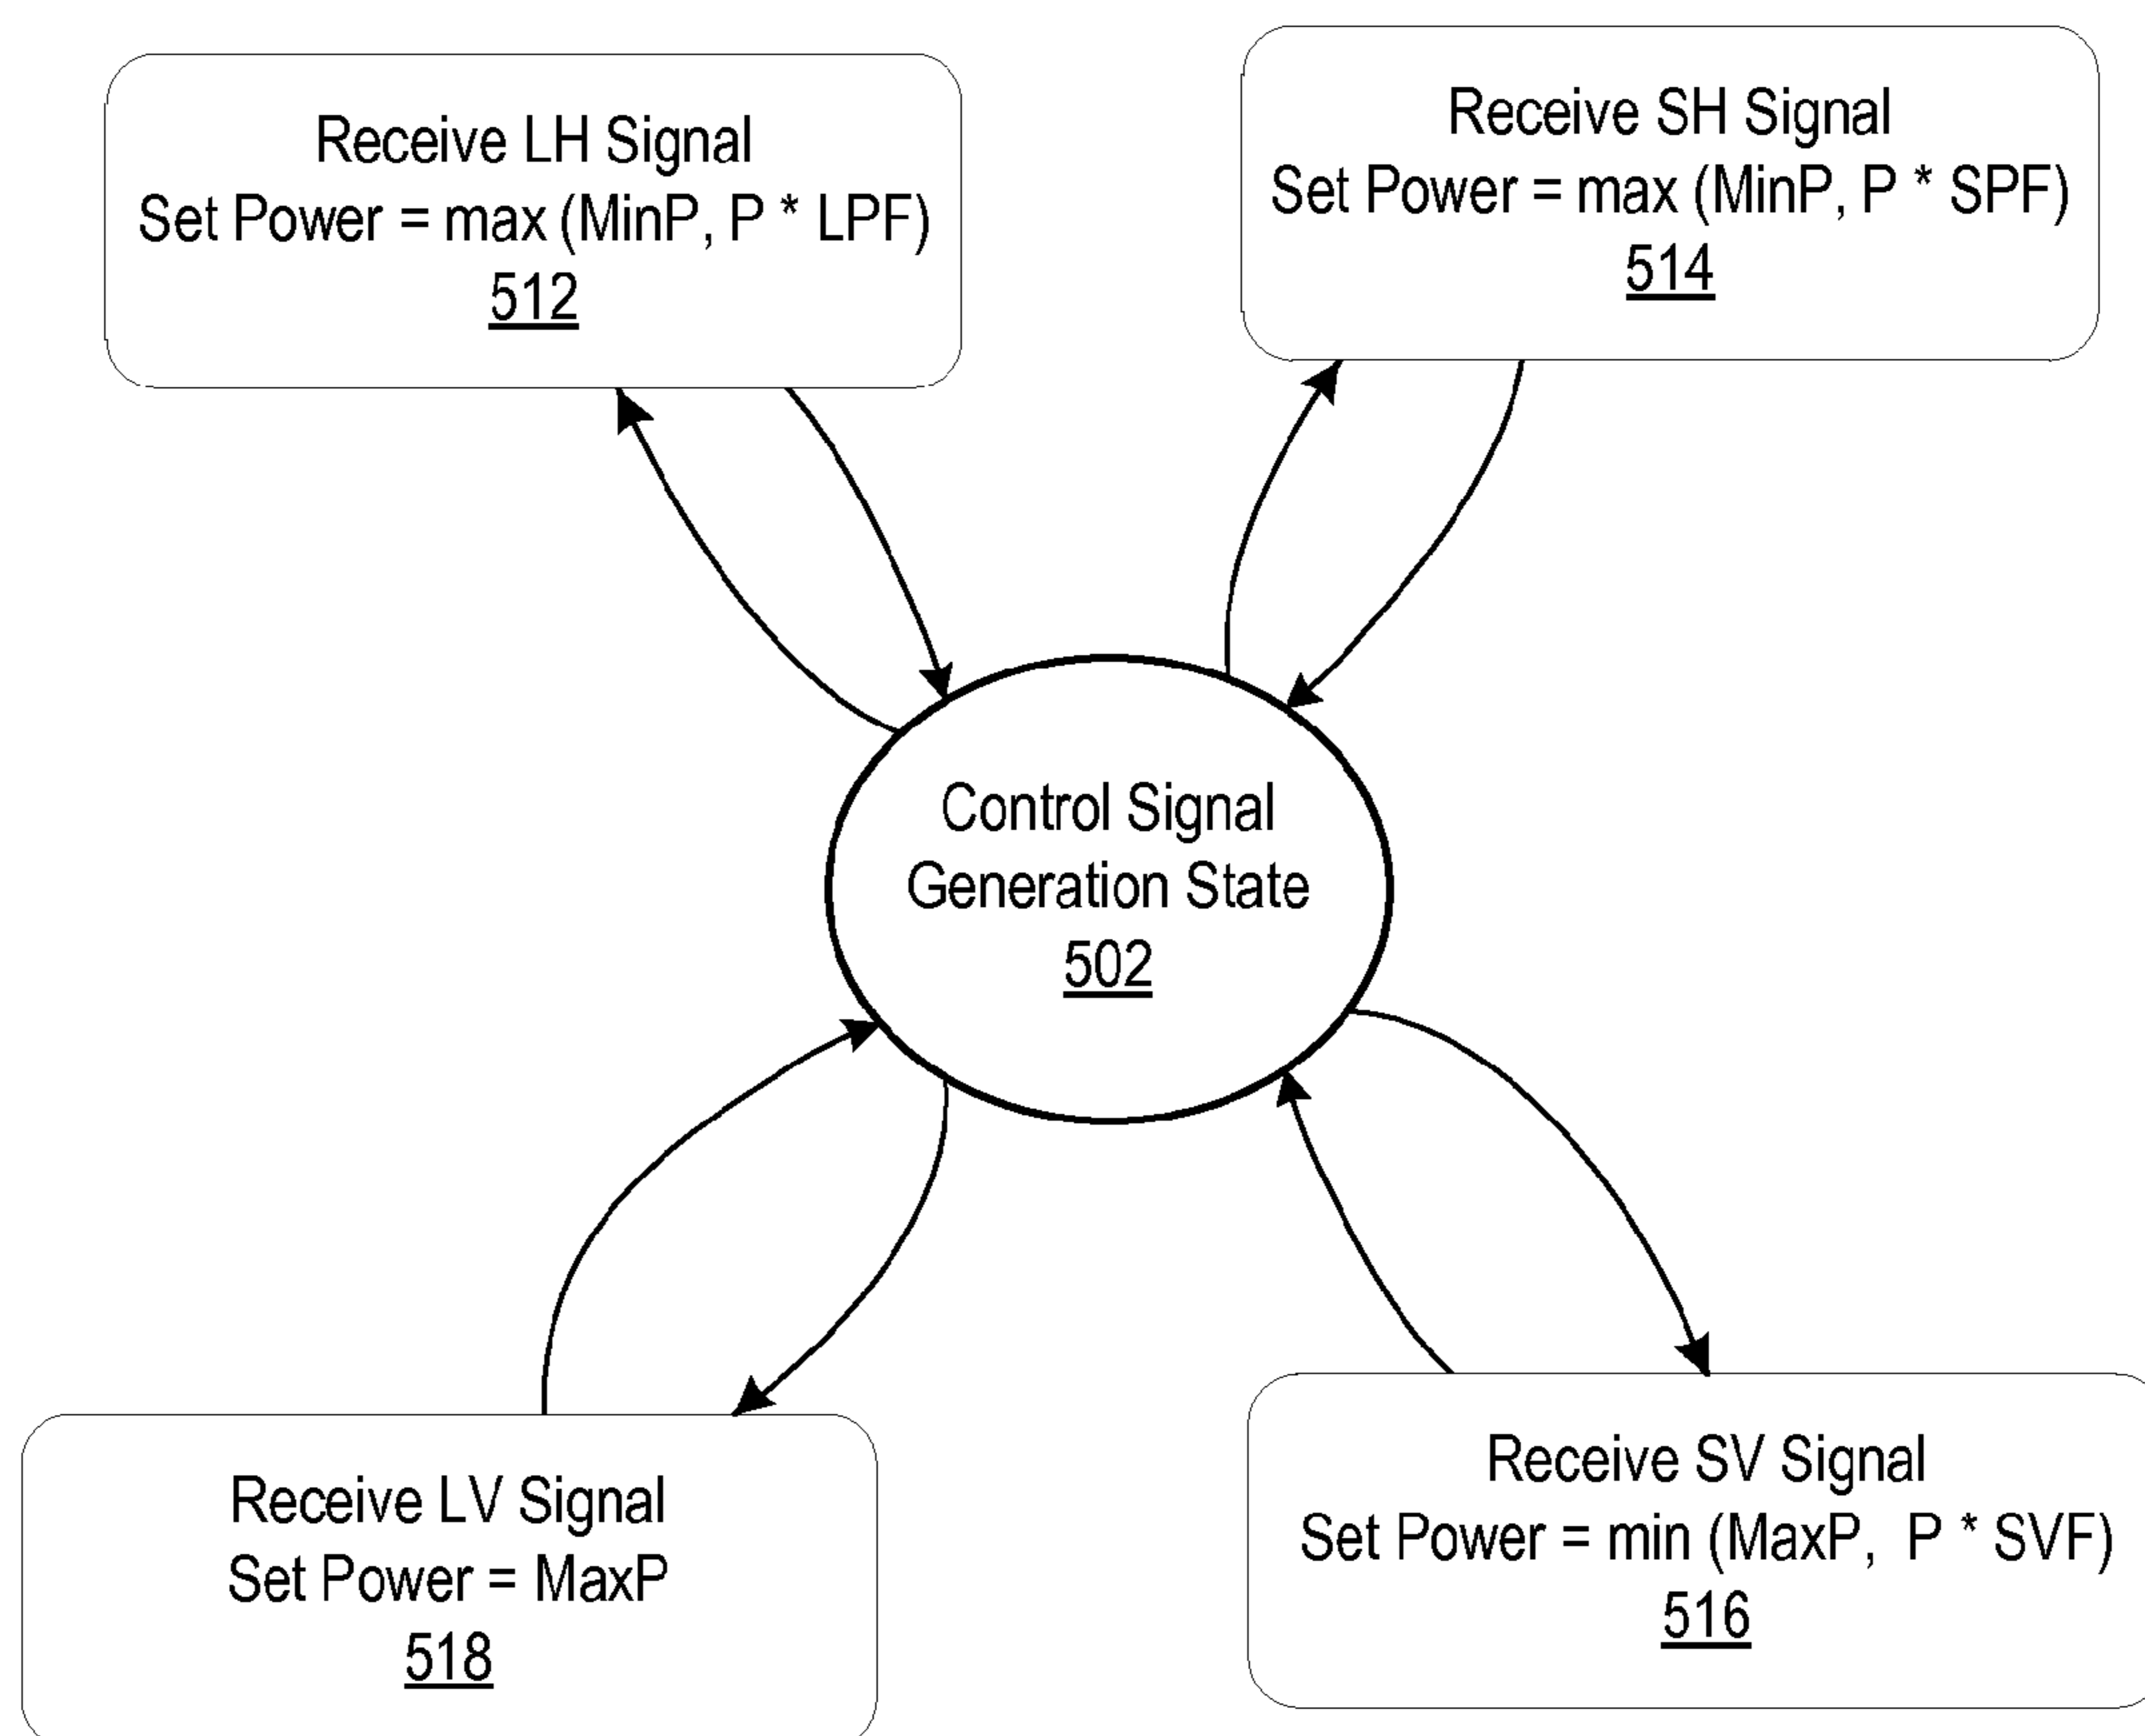 Receive LH Signal
Set Power = max (MinP, P * LPF)
512
Receive SH Signal
Set Power = max (MinP, P * SPF)
514
Control Signal
Generation State
502
Receive LV Signal
Set Power = MaxP
518
Receive SV Signal
Set Power = min (MaxP, P * SVF)
516